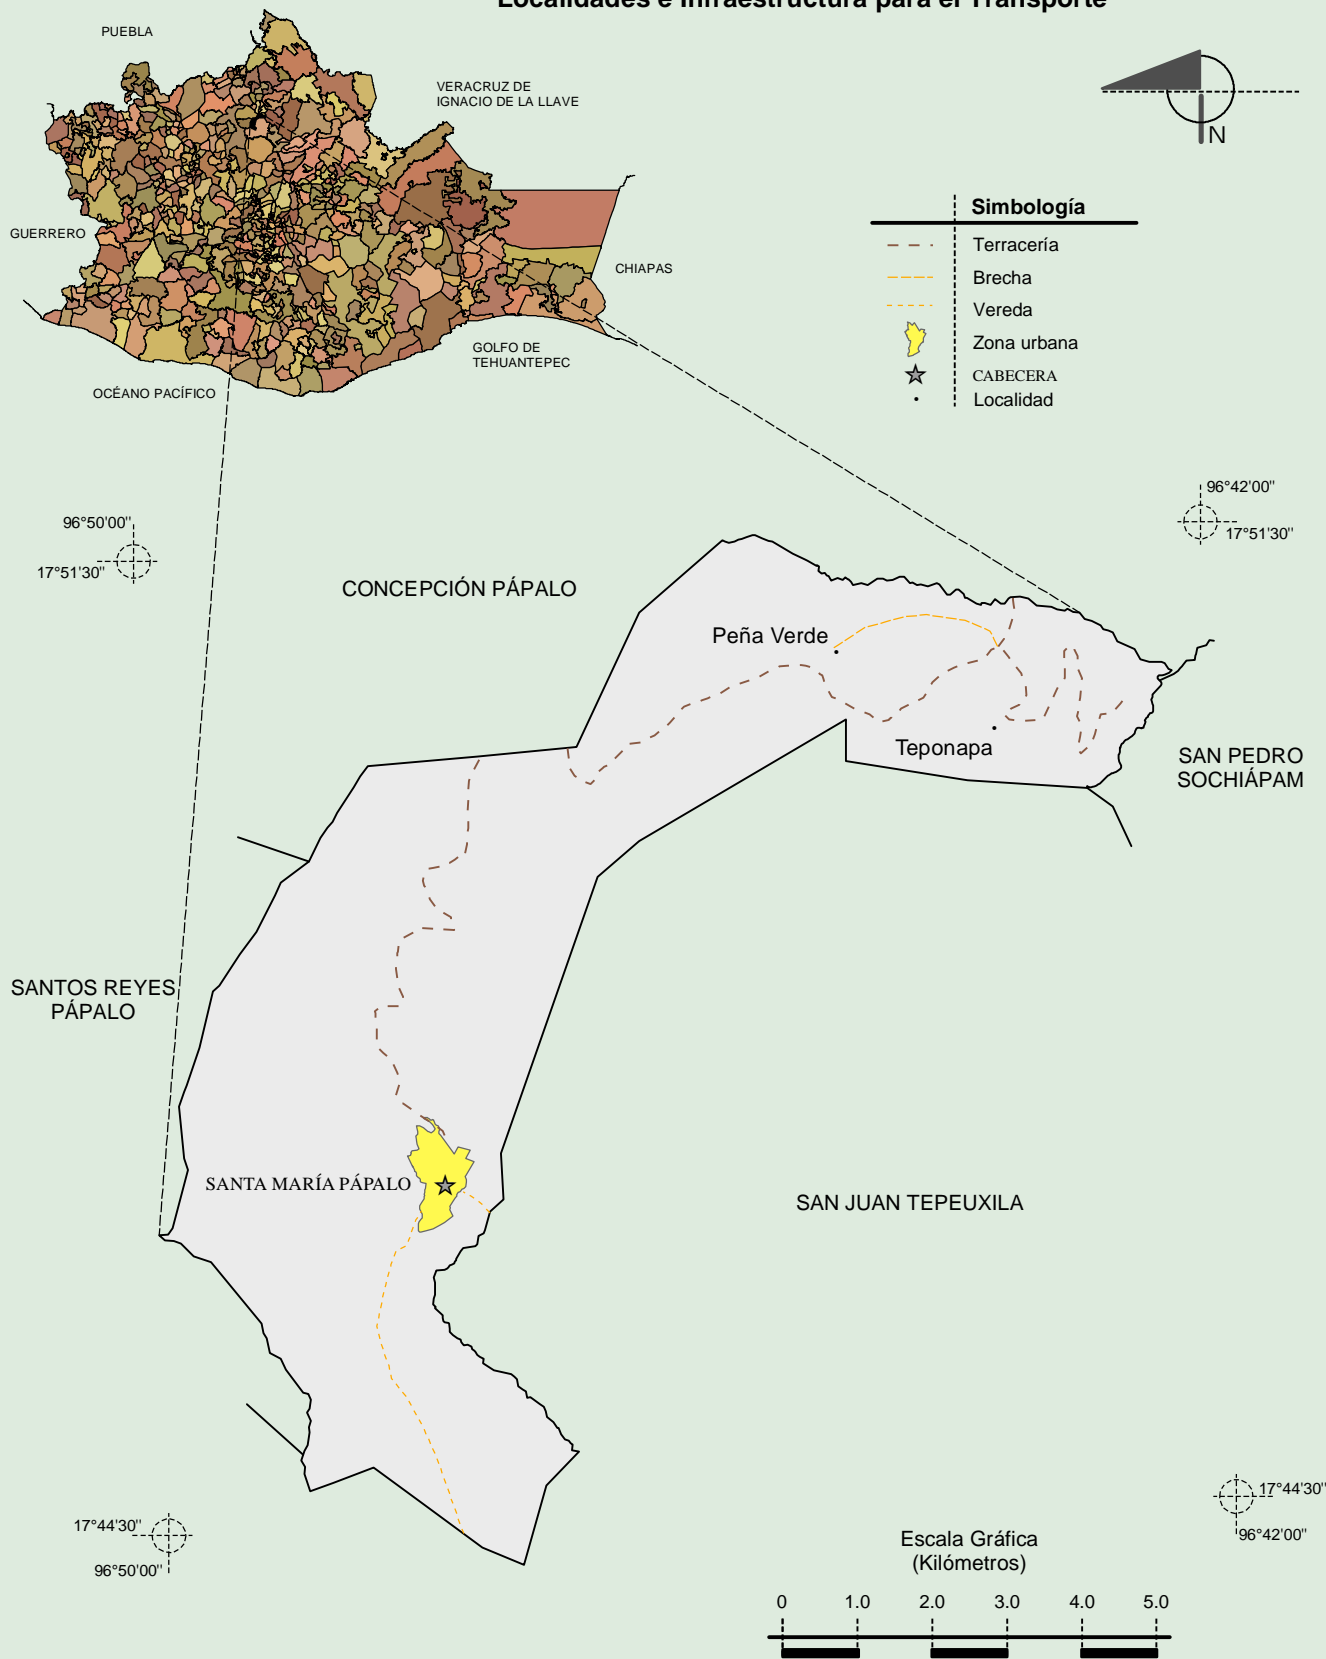 Localidades e Infraestructura para el Transporte
PUEBLA
VERACRUZ DE
IGNACIO DE LA LLAVE
GUERRERO
CHIAPAS
GOLFO DE
TEHUANTEPEC
OCÉANO PACÍFICO
N
Simbología
Terracería
Brecha
Vereda
Zona urbana
CABECERA
Localidad
96°50'00"
17°51'30"
96°42'00"
17°51'30"
CONCEPCIÓN PÁPALO
Peña Verde
Teponapa
SAN PEDRO
SOCHIÁPAM
SANTOS REYES
PÁPALO
SANTA MARÍA PÁPALO
SAN JUAN TEPEUXILA
17°44'30"
96°50'00"
17°44'30"
96°42'00"
Escala Gráfica
(Kilómetros)
0 1.0 2.0 3.0 4.0 5.0